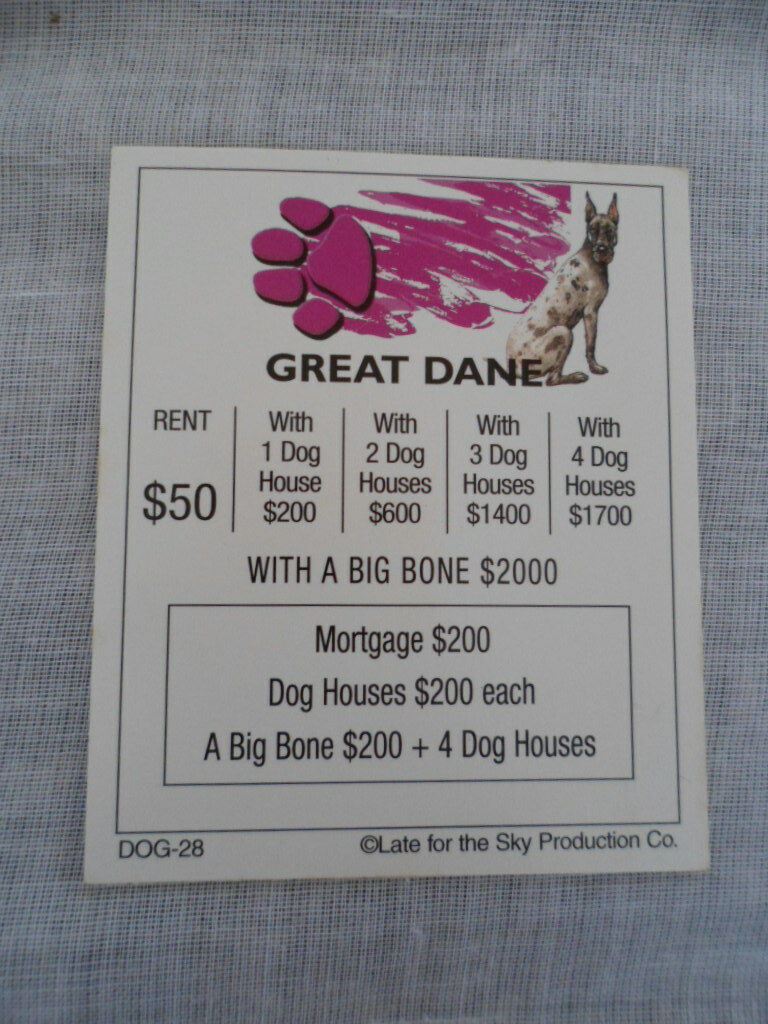 GREAT DANE
RENT
$50
With
1 Dog
House
$200
With
2 Dog
Houses
$600
With
3 Dog
Houses
$1400
With
4 Dog
Houses
$1700
WITH A BIG BONE $2000
Mortgage $200
Dog Houses $200 each
A Big Bone $200 + 4 Dog Houses
DOG-28
©Late for the Sky Production Co.